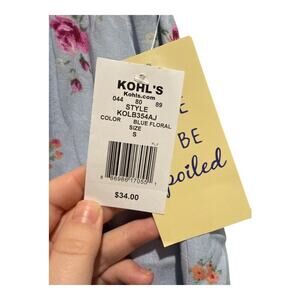 KOHL'S
Kohls.com
044 80 89
STYLE
KOLB354AJ
COLOR BLUE FLORAL
SIZE
S
$34.00
E
BE
poiled